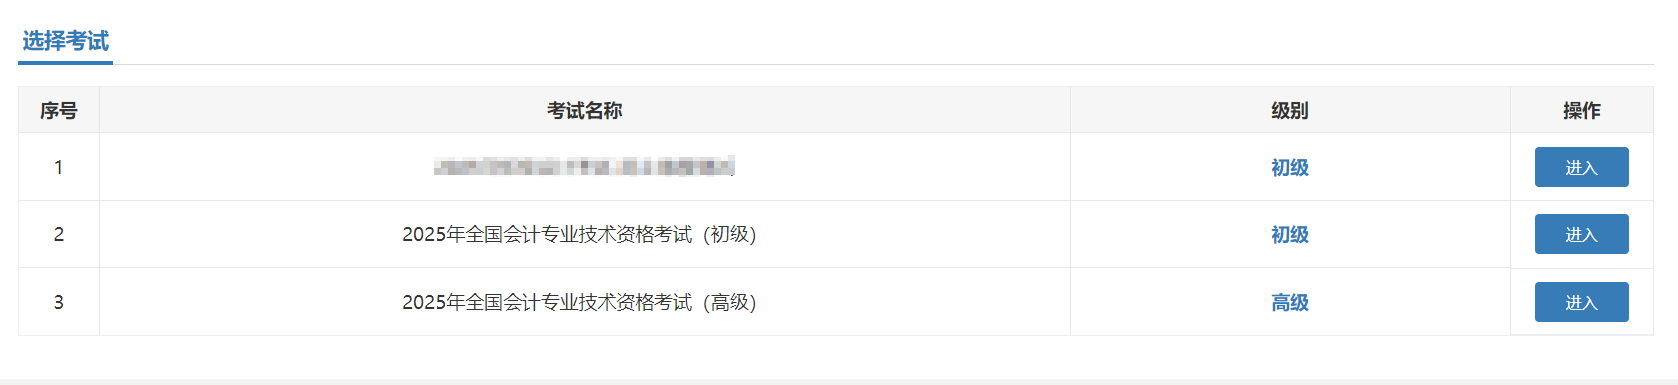 选择考试
序号 考试名称 级别 操作
1 初级 进入
2 2025年全国会计专业技术资格考试（初级） 初级 进入
3 2025年全国会计专业技术资格考试（高级） 高级 进入